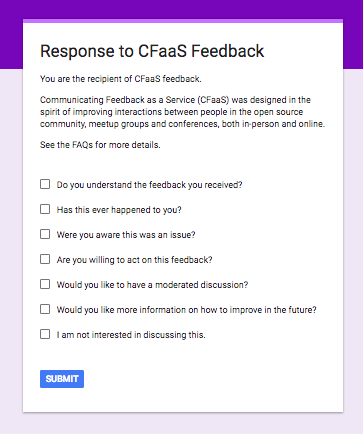 Response to CFaaS Feedback
You are the recipient of CFaaS feedback.
Communicating Feedback as a Service (CFaaS) was designed in the
spirit of improving interactions between people in the open source
community, meetup groups and conferences, both in-person and online.
See the FAQs for more details.
Do you understand the feedback you received?
Has this ever happened to you?
Were you aware this was an issue?
Are you willing to act on this feedback?
Would you like to have a moderated discussion?
Would you like more information on how to improve in the future?
I am not interested in discussing this.
SUBMIT